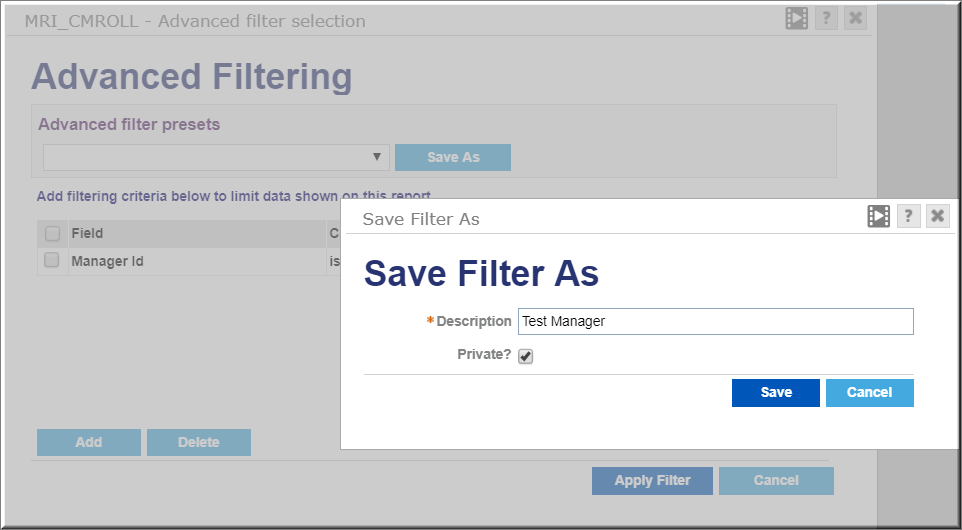 MRI_CMROLL - Advanced filter selection
?
Advanced Filtering
Advanced filter presets
Save As
Add filtering criteria below to limit data shown on this report
Field
Manager Id
is
Save Filter As
?
Save Filter As
*Description Test Manager
Private?
Save Cancel
Add Delete
Apply Filter Cancel